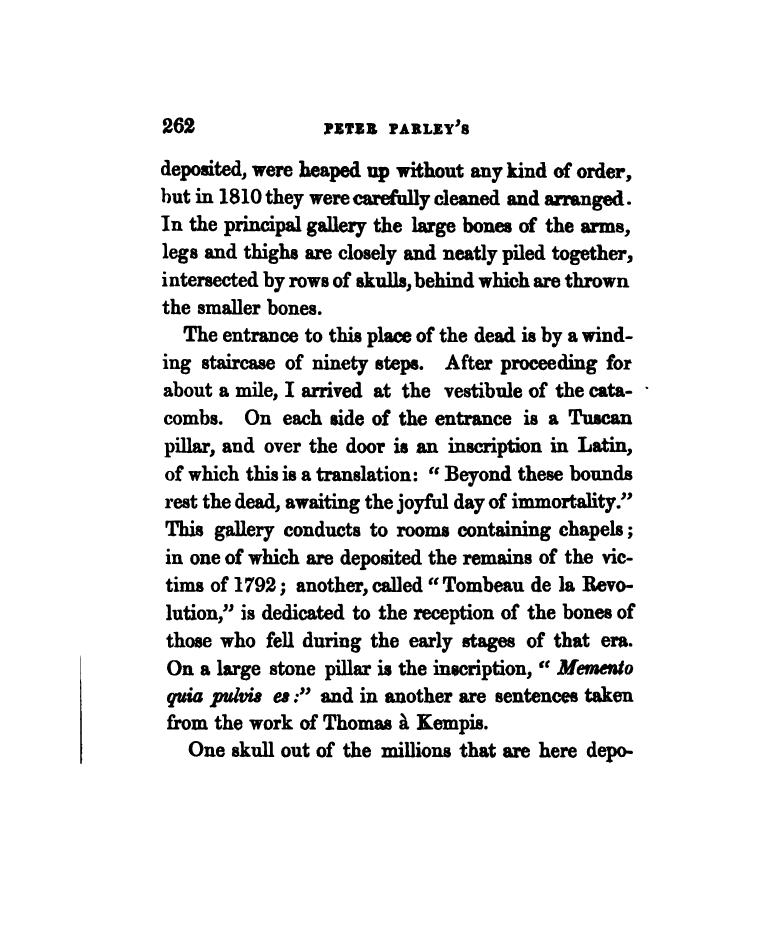 262 PETER PARLEY'S
deposited, were heaped up without any kind of order,
but in 1810 they were carefully cleaned and arranged.
In the principal gallery the large bones of the arms,
legs and thighs are closely and neatly piled together,
intersected by rows of skulls, behind which are thrown
the smaller bones.
The entrance to this place of the dead is by a wind-
ing staircase of ninety steps. After proceeding for
about a mile, I arrived at the vestibule of the cata-
combs. On each side of the entrance is a Tuscan
pillar, and over the door is an inscription in Latin,
of which this is a translation: " Beyond these bounds
rest the dead, awaiting the joyful day of immortality."
This gallery conducts to rooms containing chapels;
in one of which are deposited the remains of the vic-
tims of 1792; another, called "Tombeau de la Revo-
lution," is dedicated to the reception of the bones of
those who fell during the early stages of that era.
On a large stone pillar is the inscription, " Memento
quia pulvis es:" and in another are sentences taken
from the work of Thomas à Kempis.
One skull out of the millions that are here depo-